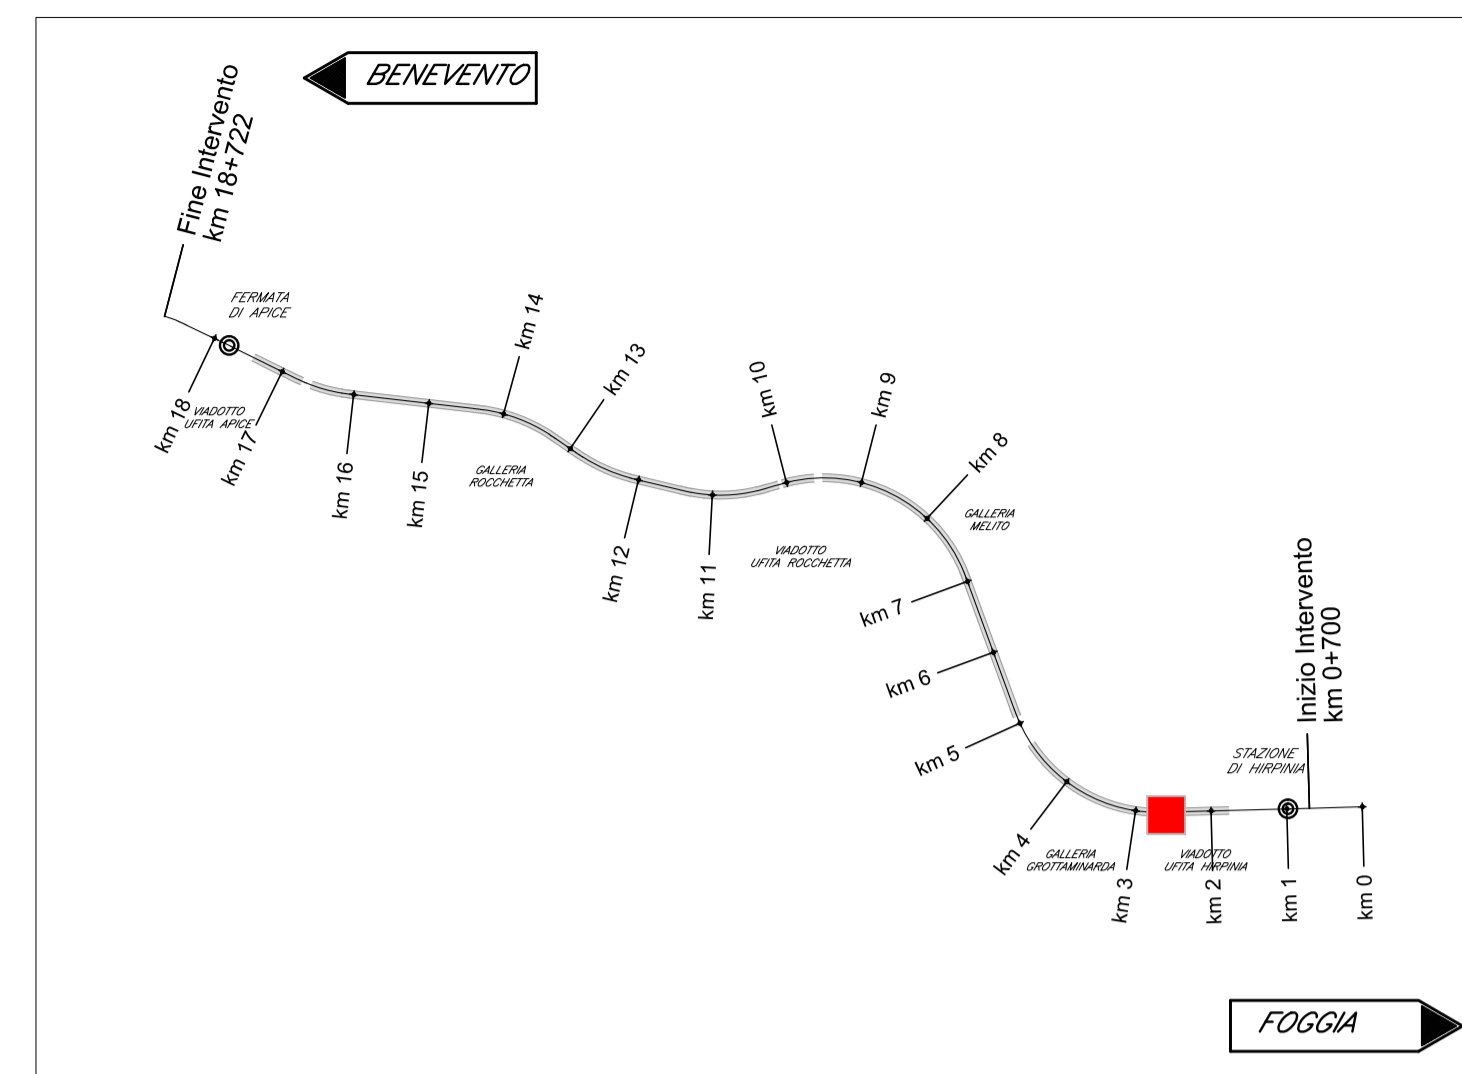 BENEVENTO
Fine Intervento
km 18+722
FERMATA
DI APICE
km 18
VIADOTTO
UFITA APICE
km 17
km 16
km 15
km 14
GALLERIA
ROCCHETTA
km 13
km 12
km 11
km 10
VIADOTTO
UFITA ROCCHETTA
km 9
km 8
GALLERIA
MELITO
km 7
km 6
km 5
km 4
GALLERIA
GROTTAMINARDA
km 3
VIADOTTO
UFITA HIRPINIA
km 2
STAZIONE
DI HIRPINIA
km 1
Inizio Intervento
km 0+700
km 0
FOGGIA